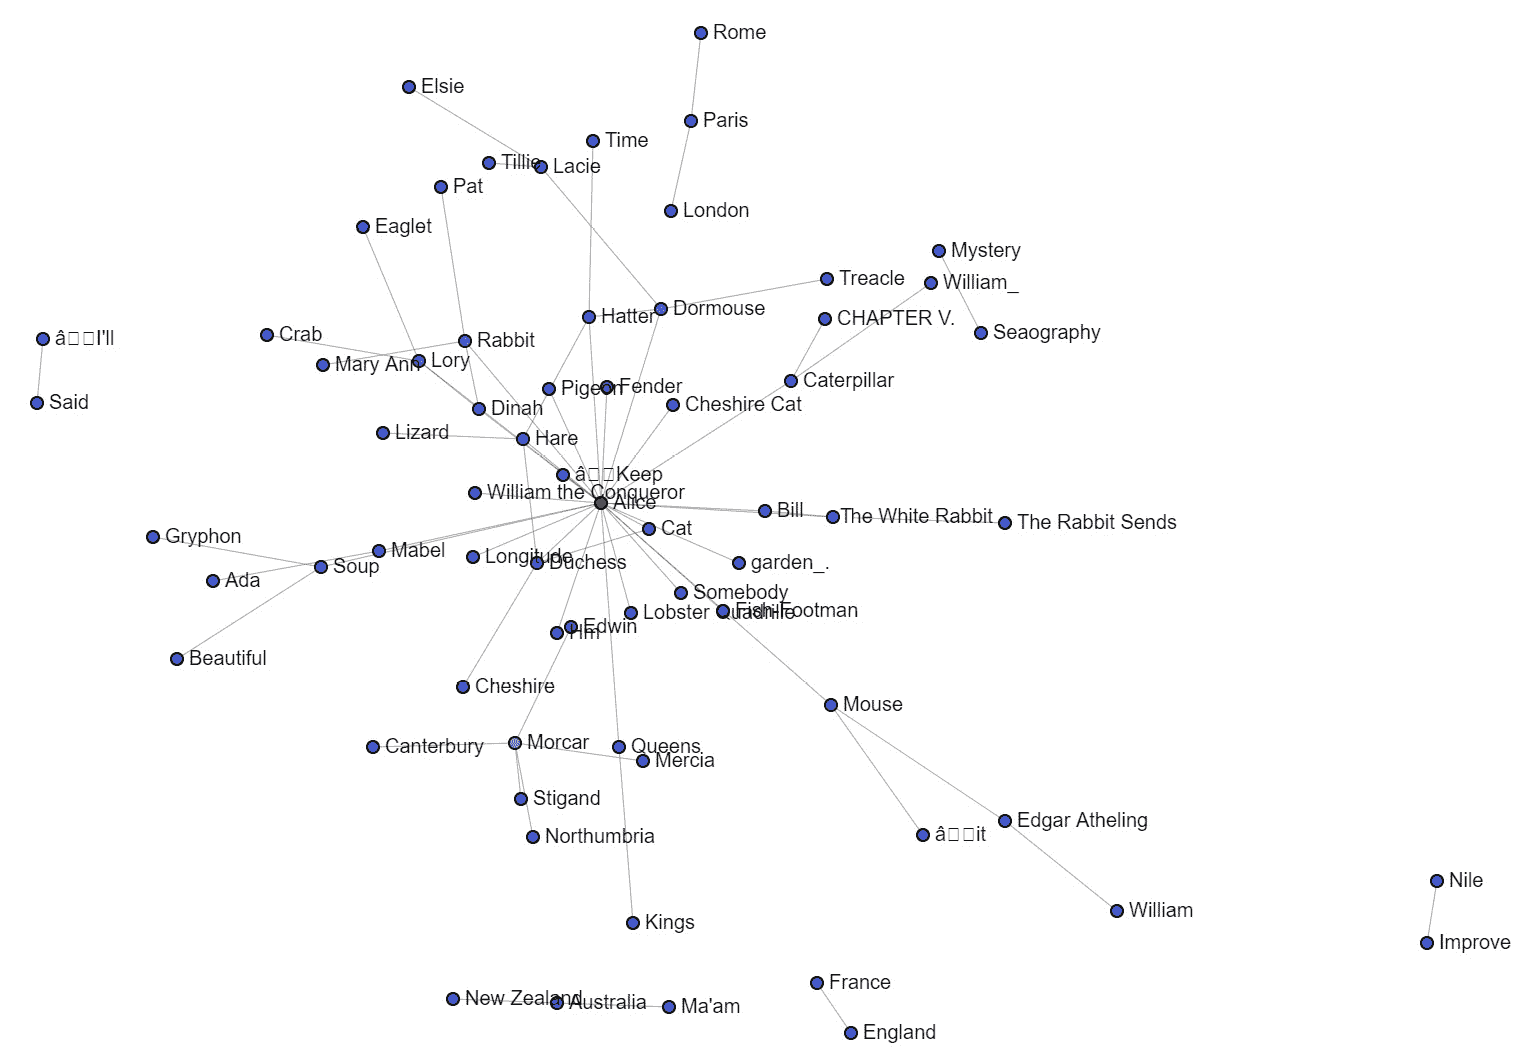 Rome
Elsie
Paris
Time
Tillie
Lacie
Pat
London
Eaglet
Mystery
Treacle
William_
Dormouse
Hatter
CHAPTER V.
Seaography
Crab
â□□I'll
Rabbit
Lory
Mary Ann
Caterpillar
Pigeon
Fender
Said
Cheshire Cat
Dinah
Lizard
Hare
â□□Keep
William the Conqueror
Alice
Bill
The White Rabbit
The Rabbit Sends
Cat
Gryphon
Mabel
Longitude
Duchess
garden_.
Soup
Ada
Somebody
Lobster Quadrille
Fish-Footman
Edwin
Hm
Beautiful
Cheshire
Mouse
Canterbury
Morcar
Queens
Mercia
Stigand
Edgar Atheling
Northumbria
â□□it
Nile
William
Kings
Improve
France
New Zealand
Australia
Ma'am
England